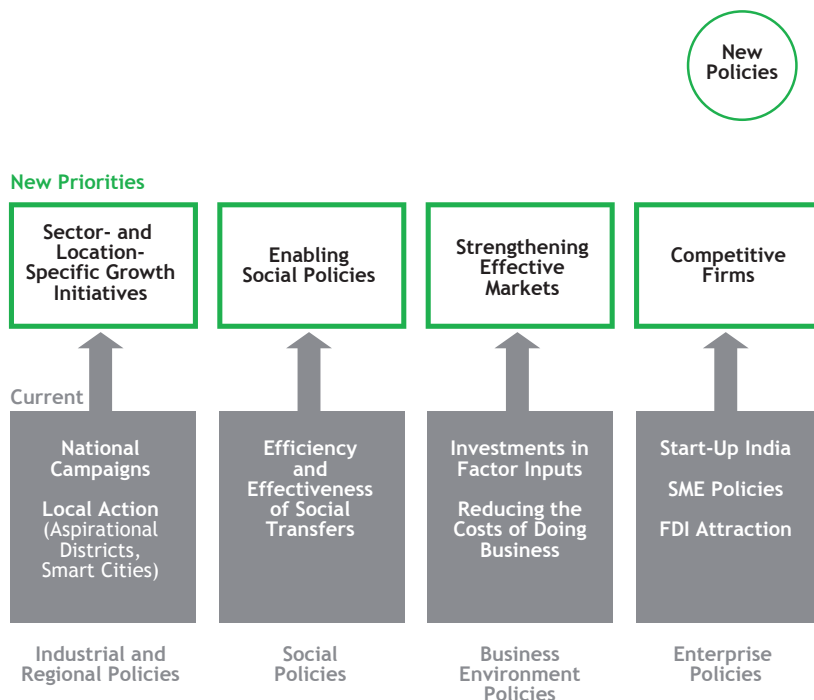 New
Policies
New Priorities
Sector- and
Location-
Specific Growth
Initiatives
Enabling
Social Policies
Strengthening
Effective
Markets
Competitive
Firms
Current
National
Campaigns
Local Action
(Aspirational
Districts,
Smart Cities)
Efficiency
and
Effectiveness
of Social
Transfers
Investments in
Factor Inputs
Reducing the
Costs of Doing
Business
Start-Up India
SME Policies
FDI Attraction
Industrial and
Regional Policies
Social
Policies
Business
Environment
Policies
Enterprise
Policies